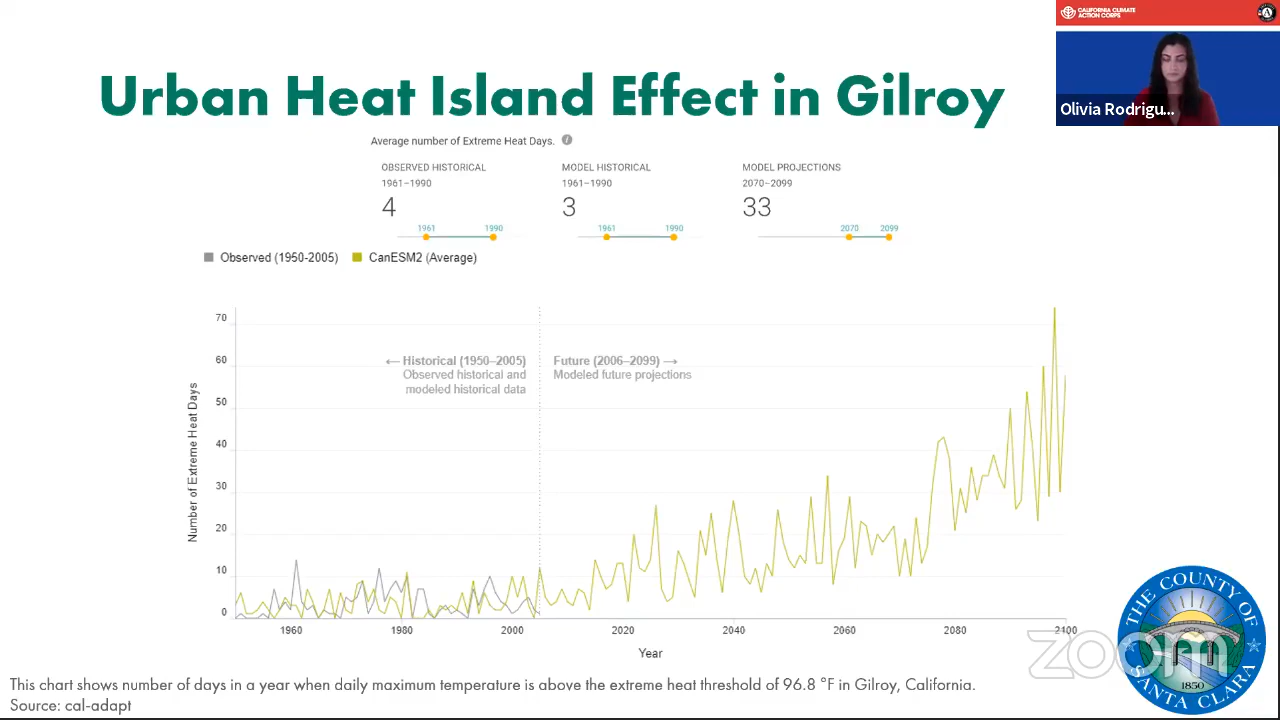 CALIFORNIA CLIMATE
ACTION CORPS
Olivia Rodrigu...
Urban Heat Island Effect in Gilroy
Average number of Extreme Heat Days.
OBSERVED HISTORICAL
1961–1990
4
1961 1990
MODEL HISTORICAL
1961–1990
3
1961 1990
MODEL PROJECTIONS
2070–2099
33
2070 2099
Observed (1950-2005) CanESM2 (Average)
← Historical (1950–2005)
Observed historical and
modeled historical data
Future (2006–2099) →
Modeled future projections
Number of Extreme Heat Days
70
60
50
40
30
20
10
0
1960 1980 2000 2020 2040 2060 2080 2100
Year
This chart shows number of days in a year when daily maximum temperature is above the extreme heat threshold of 96.8 °F in Gilroy, California.
Source: cal-adapt
THE COUNTY OF
SANTA CLARA
1850
zoom